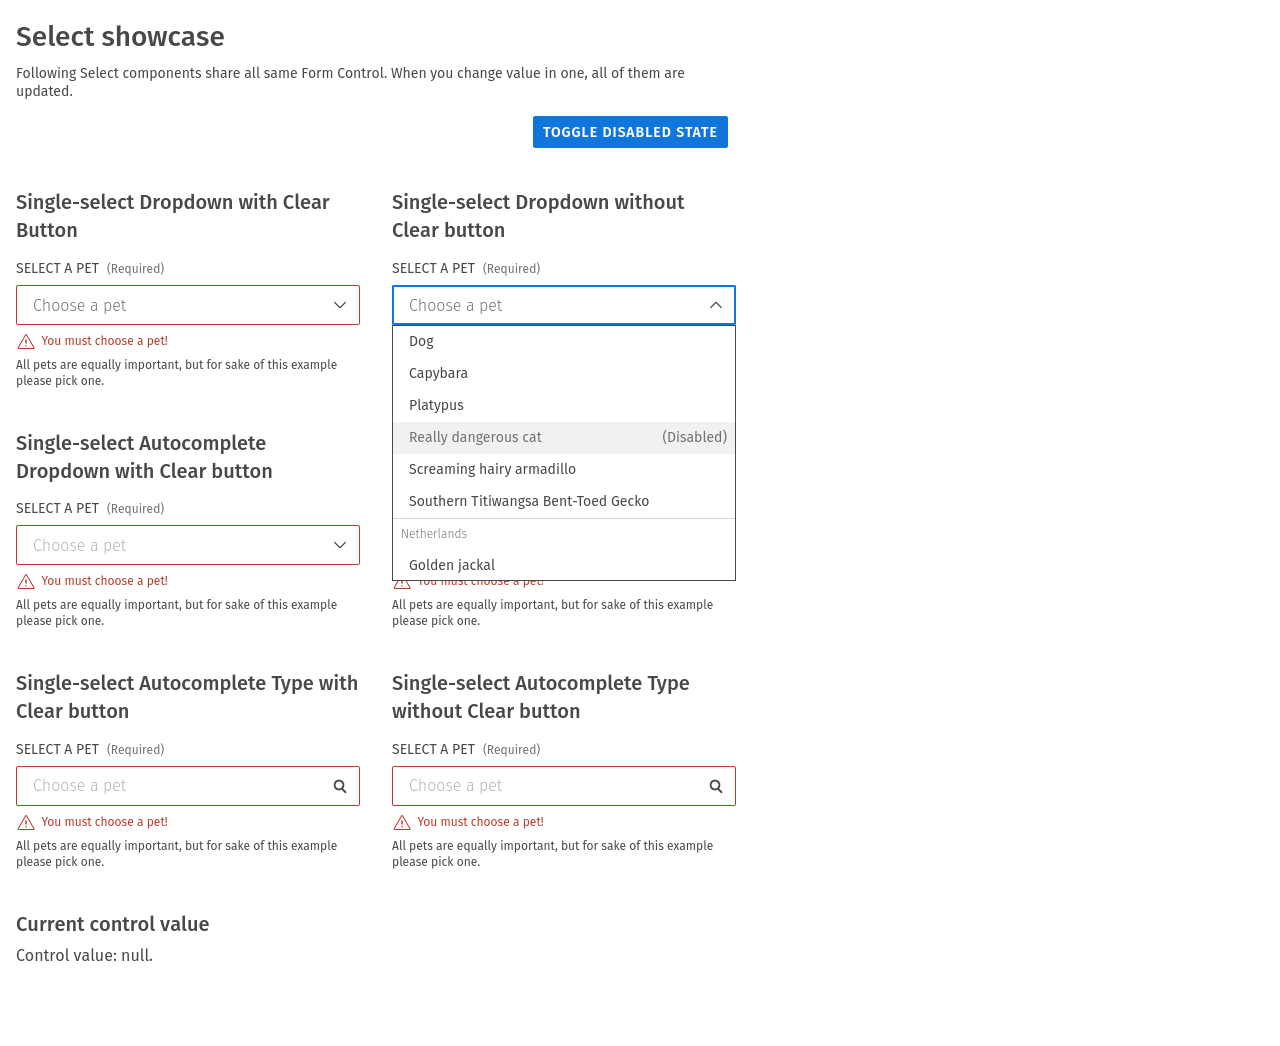 Select showcase
Following Select components share all same Form Control. When you change value in one, all of them are
updated.
TOGGLE DISABLED STATE
Single-select Dropdown with Clear
Button
SELECT A PET (Required)
Choose a pet
You must choose a pet!
All pets are equally important, but for sake of this example
please pick one.
Single-select Dropdown without
Clear button
SELECT A PET (Required)
Choose a pet
Dog
Capybara
Platypus
Really dangerous cat (Disabled)
Screaming hairy armadillo
Southern Titiwangsa Bent-Toed Gecko
Netherlands
Golden jackal
Single-select Autocomplete
Dropdown with Clear button
SELECT A PET (Required)
Choose a pet
You must choose a pet!
All pets are equally important, but for sake of this example
please pick one.
You must choose a pet!
All pets are equally important, but for sake of this example
please pick one.
Single-select Autocomplete Type with
Clear button
SELECT A PET (Required)
Choose a pet
You must choose a pet!
All pets are equally important, but for sake of this example
please pick one.
Single-select Autocomplete Type
without Clear button
SELECT A PET (Required)
Choose a pet
You must choose a pet!
All pets are equally important, but for sake of this example
please pick one.
Current control value
Control value: null.